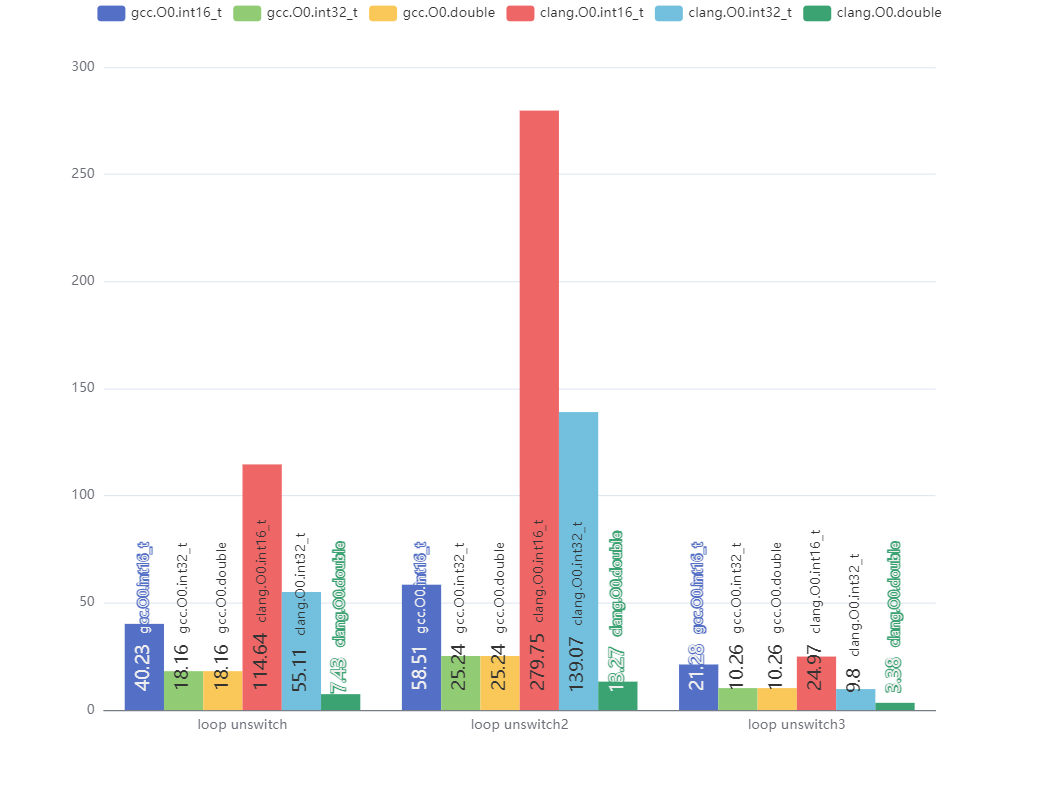 gcc.O0.int16_t gcc.O0.int32_t gcc.O0.double clang.O0.int16_t clang.O0.int32_t clang.O0.double
300
250
200
150
100
50
0
40.23 gcc.O0.int16_t
18.16 gcc.O0.int32_t
18.16 gcc.O0.double
114.64 clang.O0.int16_t
55.11 clang.O0.int32_t
7.43 clang.O0.double
58.51 gcc.O0.int16_t
25.24 gcc.O0.int32_t
25.24 gcc.O0.double
279.75 clang.O0.int16_t
139.07 clang.O0.int32_t
13.27 clang.O0.double
21.28 gcc.O0.int16_t
10.26 gcc.O0.int32_t
10.26 gcc.O0.double
24.97 clang.O0.int16_t
9.8 clang.O0.int32_t
3.38 clang.O0.double
loop unswitch loop unswitch2 loop unswitch3